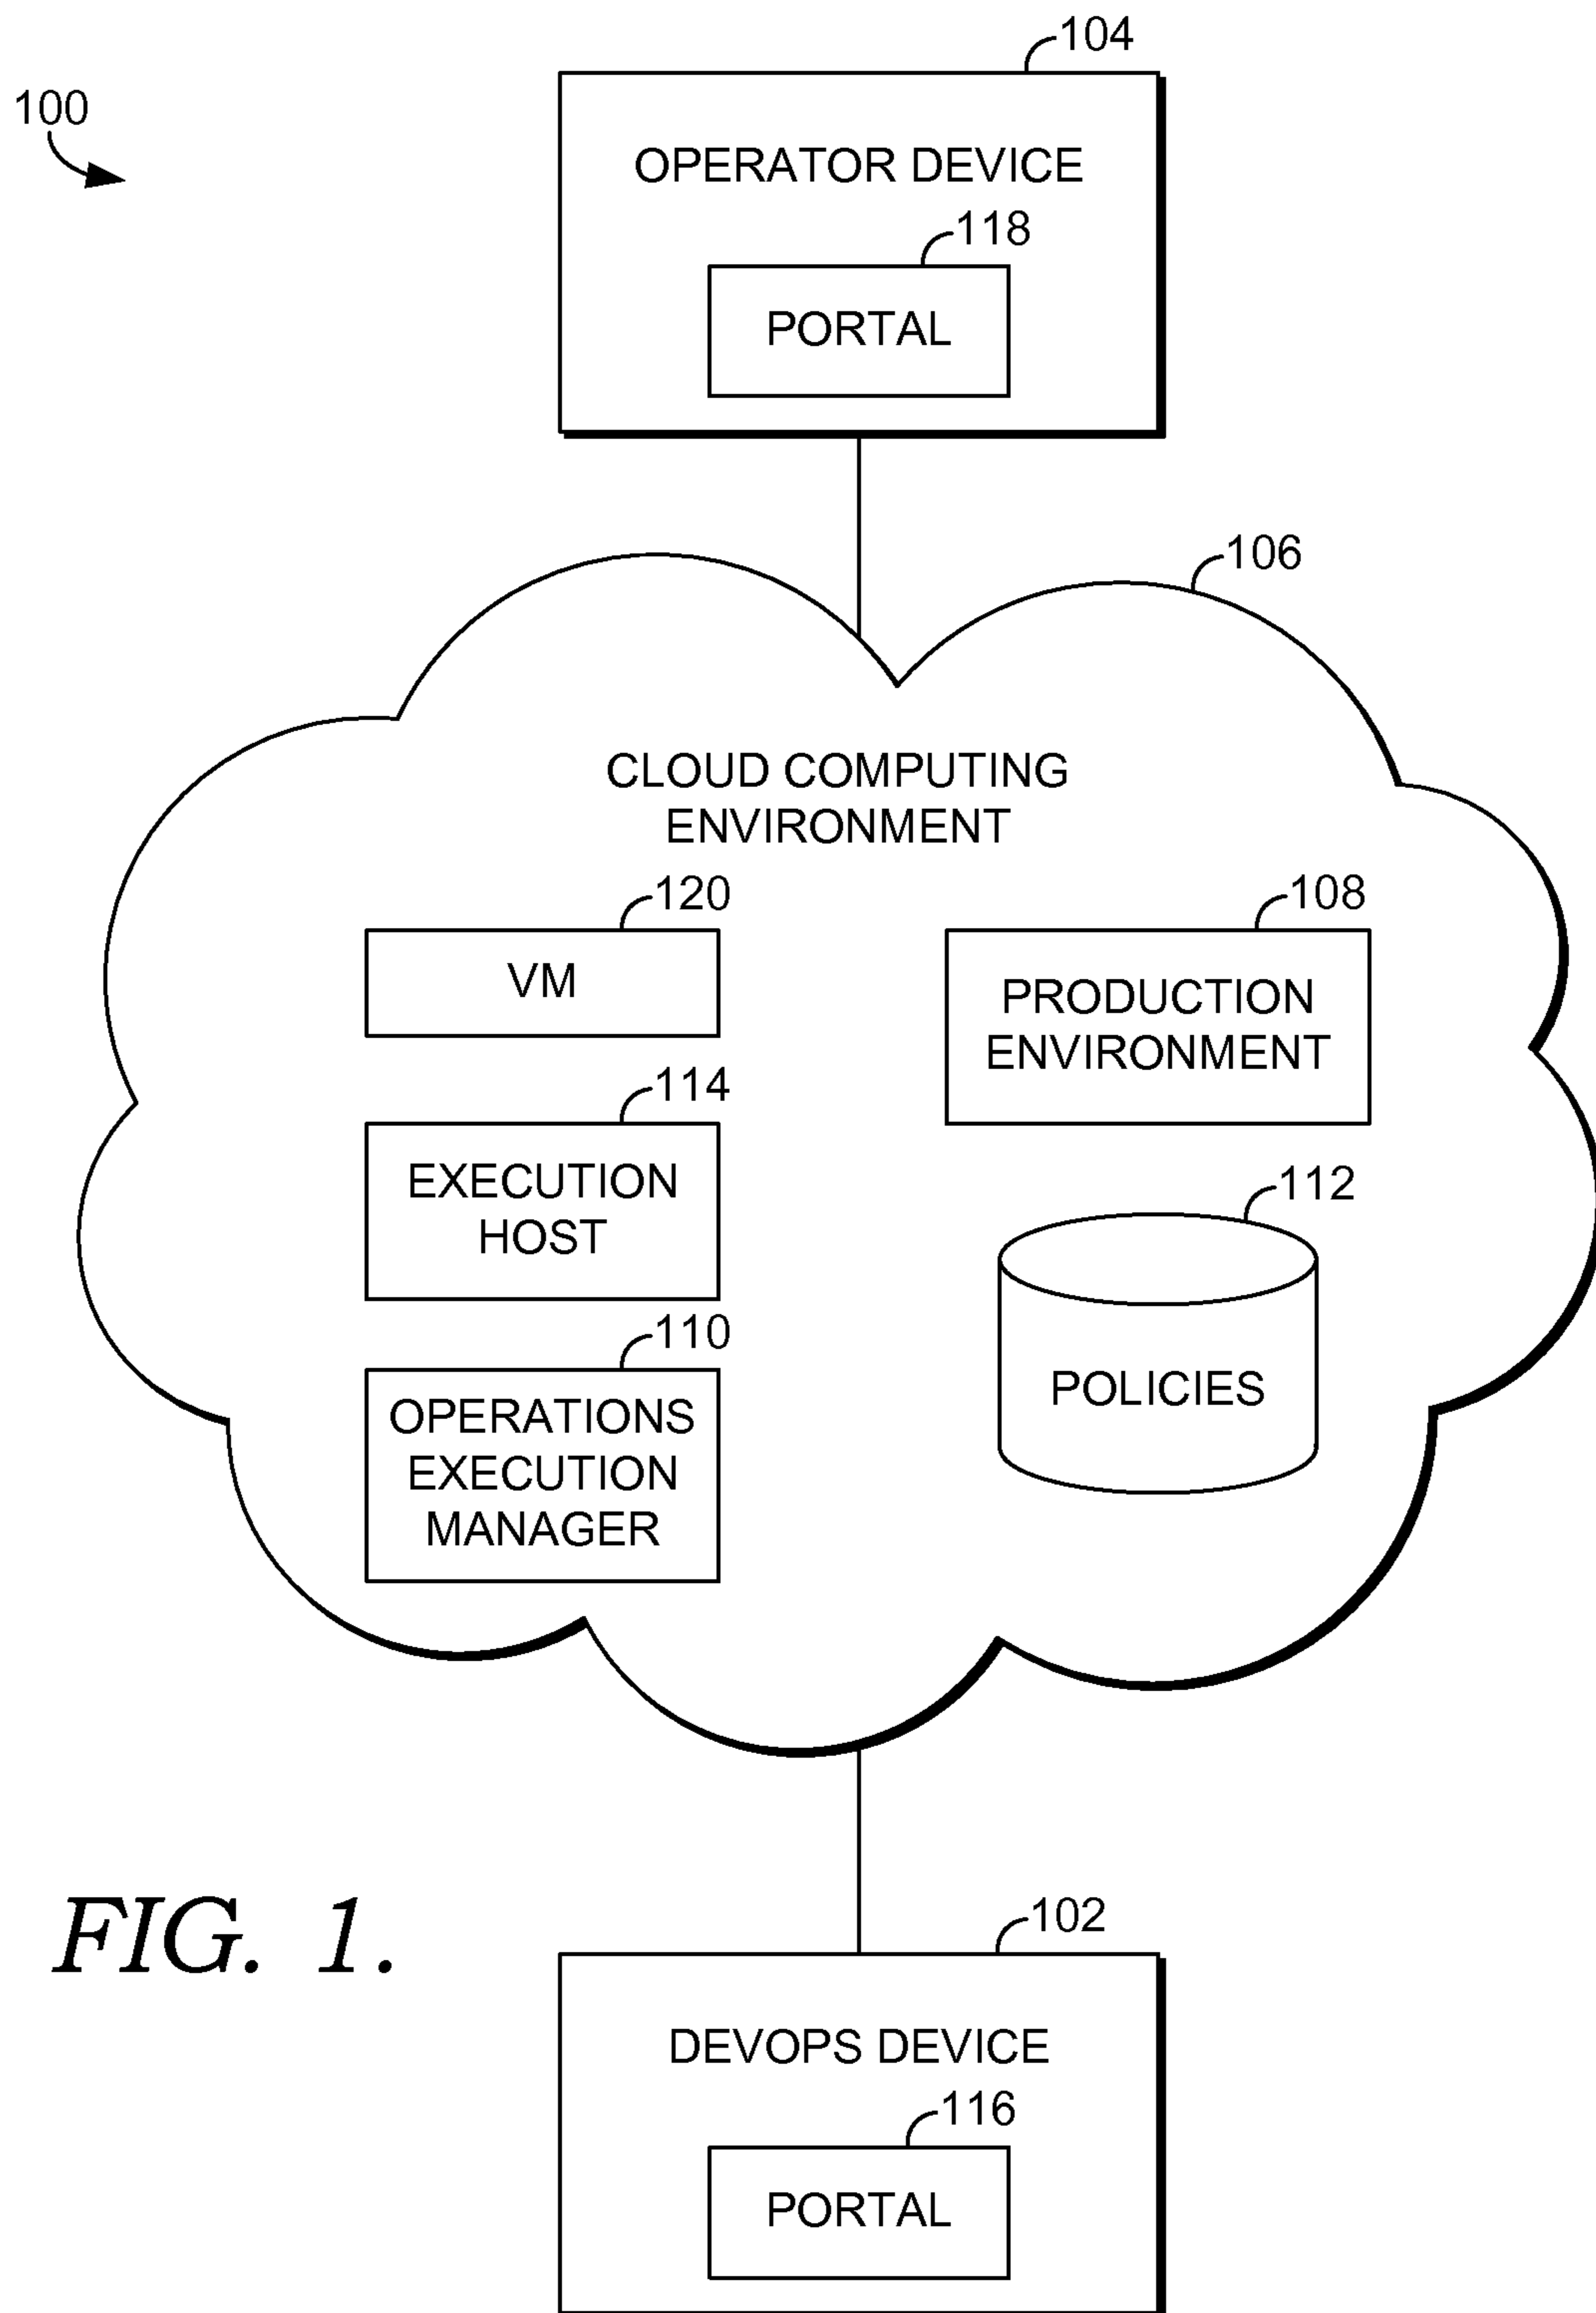 104
100
OPERATOR DEVICE
118
PORTAL
106
CLOUD COMPUTING
ENVIRONMENT
120
VM
108
PRODUCTION
ENVIRONMENT
114
EXECUTION
HOST
112
POLICIES
110
OPERATIONS
EXECUTION
MANAGER
FIG. 1.
102
DEVOPS DEVICE
116
PORTAL